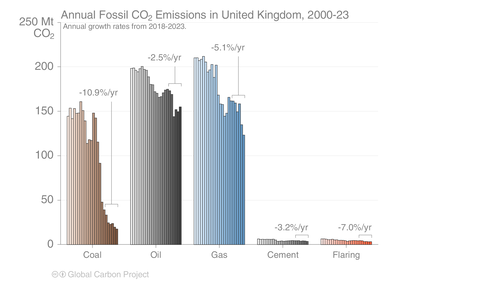 Annual Fossil CO₂ Emissions in United Kingdom, 2000-23
Annual growth rates from 2018-2023.
250 Mt
CO₂
200
150
100
50
0
-10.9%/yr
-2.5%/yr
-5.1%/yr
-3.2%/yr
-7.0%/yr
Coal
Oil
Gas
Cement
Flaring
Global Carbon Project